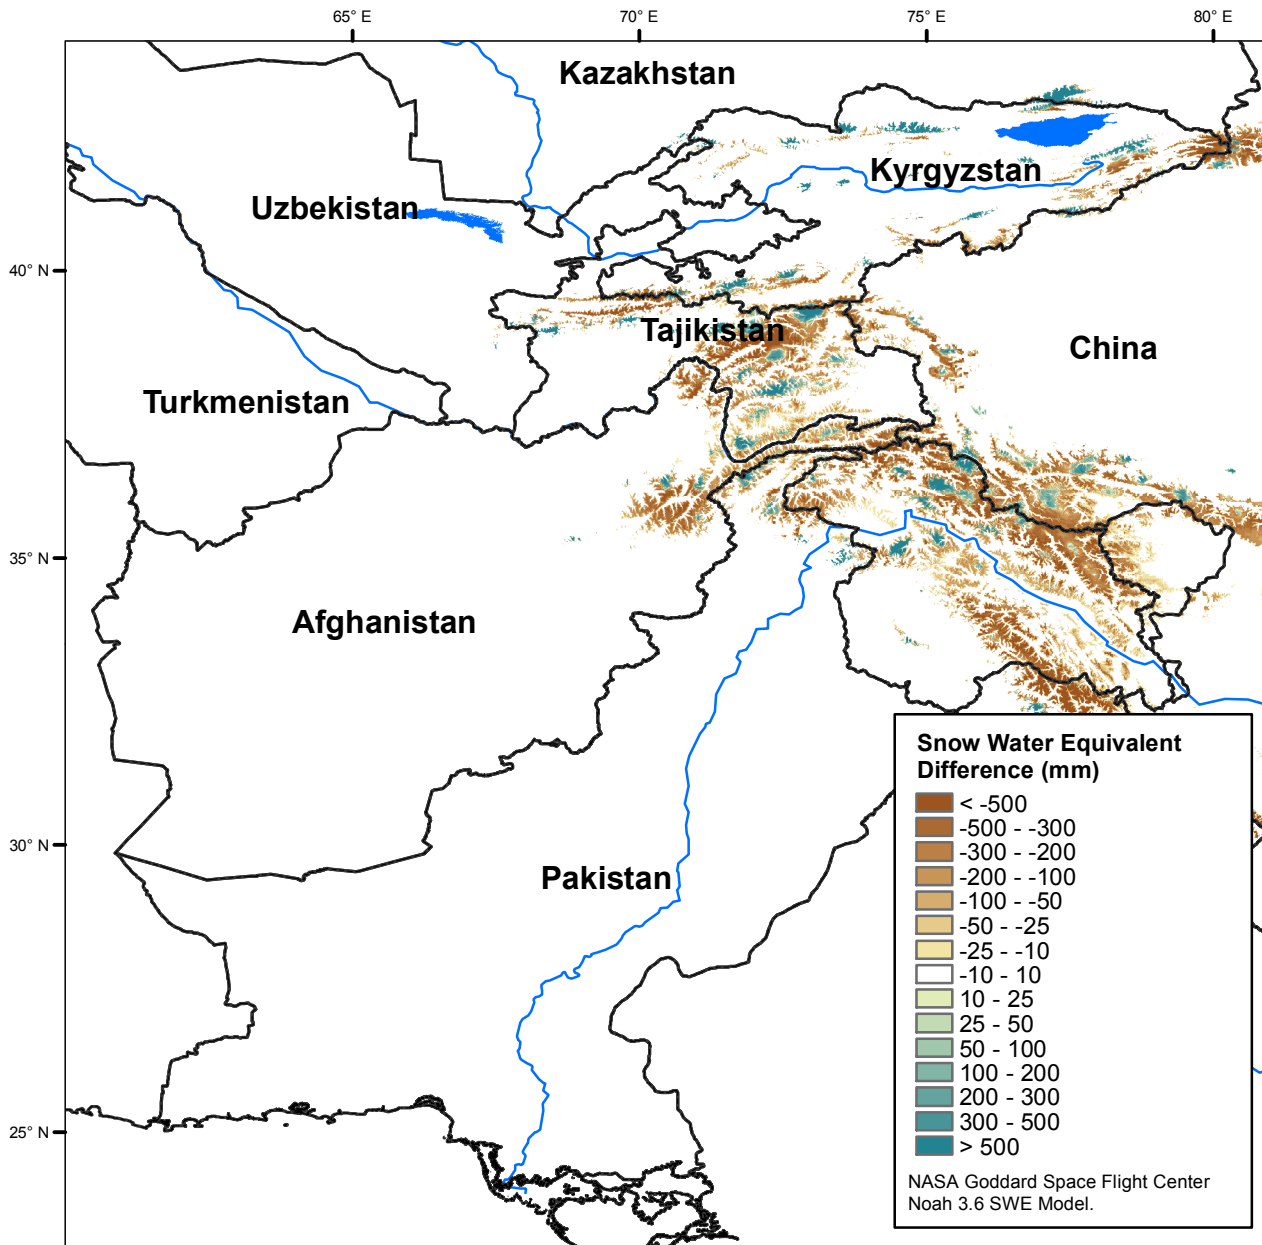 65° E
70° E
75° E
80° E
Kazakhstan
Kyrgyzstan
Uzbekistan
40° N
Tajikistan
China
Turkmenistan
35° N
Afghanistan
Snow Water Equivalent
Difference (mm)
< -500
-500 - -300
-300 - -200
-200 - -100
-100 - -50
-50 - -25
-25 - -10
-10 - 10
10 - 25
25 - 50
50 - 100
100 - 200
200 - 300
300 - 500
> 500
NASA Goddard Space Flight Center
Noah 3.6 SWE Model.
30° N
Pakistan
25° N